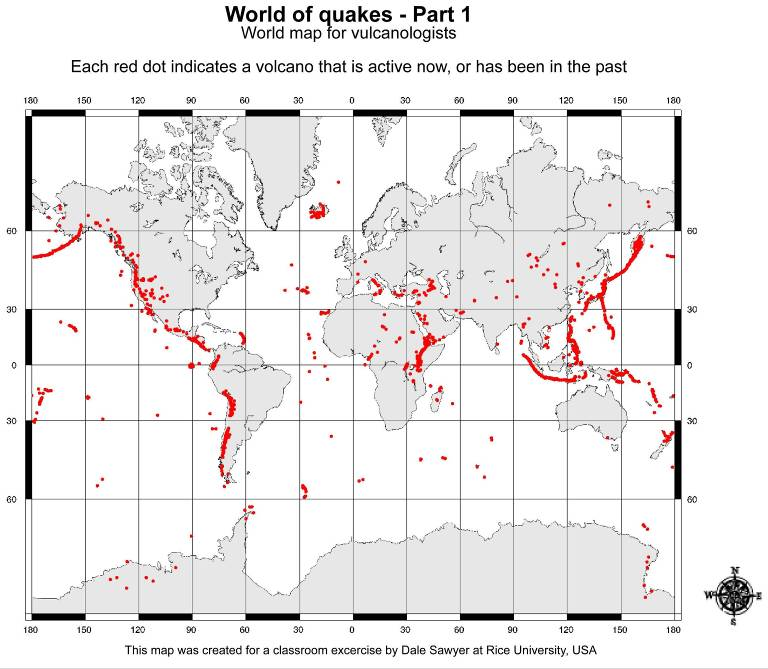 World of quakes - Part 1
World map for vulcanologists
Each red dot indicates a volcano that is active now, or has been in the past
180 150 120 90 60 30 0 30 60 90 120 150 180
60 60
30 30
0 0
30 30
60 60
N
W E
S
180 150 120 90 60 30 0 30 60 90 120 150 180
This map was created for a classroom excercise by Dale Sawyer at Rice University, USA